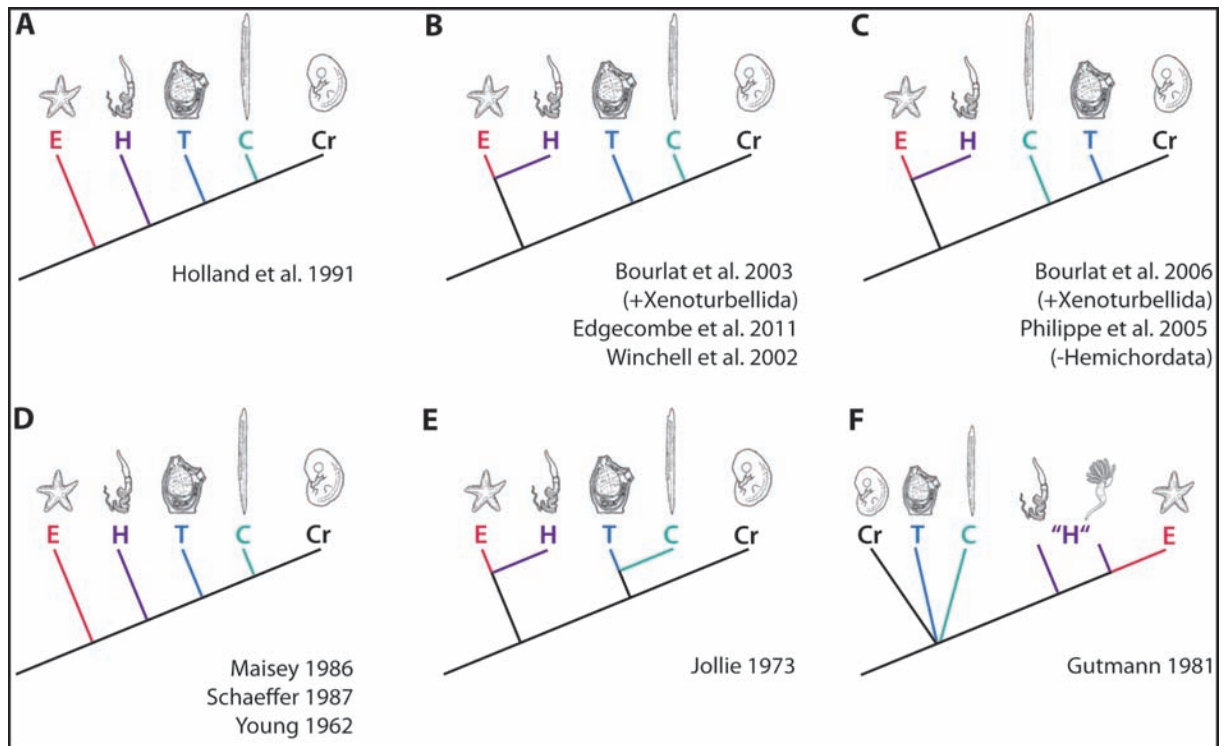 A
E H T C Cr
Holland et al. 1991
B
E H T C Cr
Bourlat et al. 2003
(+Xenoturbellida)
Edgecombe et al. 2011
Winchell et al. 2002
C
E H C T Cr
Bourlat et al. 2006
(+Xenoturbellida)
Philippe et al. 2005
(-Hemichordata)
D
E H T C Cr
Maisey 1986
Schaeffer 1987
Young 1962
E
E H T C Cr
Jollie 1973
F
Cr T C "H" E
Gutmann 1981